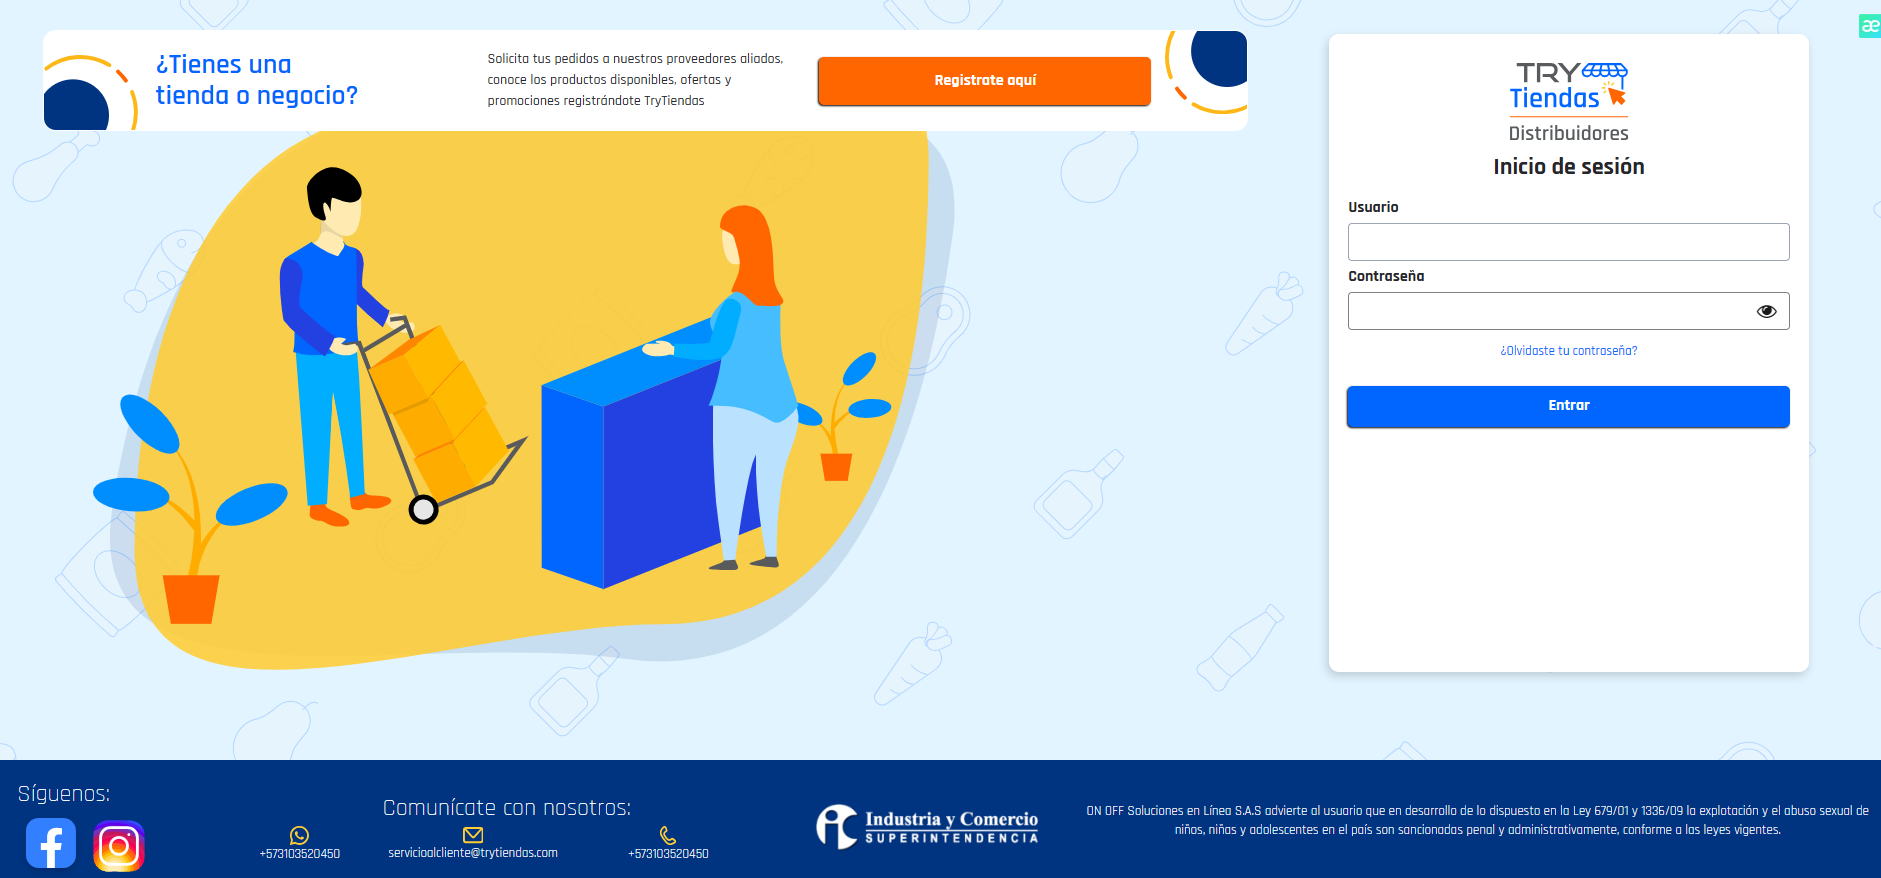 ¿Tienes una
tienda o negocio?
Solicita tus pedidos a nuestros proveedores aliados,
conoce los productos disponibles, ofertas y
promociones registrándote TryTiendas
Registrate aquí
æ
TRY
Tiendas
Distribuidores
Inicio de sesión
Usuario
Contraseña
¿Olvidaste tu contraseña?
Entrar
Síguenos:
Comunícate con nosotros:
+573103520450
servicioalcliente@trytiendas.com
+573103520450
Industria y Comercio
SUPERINTENDENCIA
ON OFF Soluciones en Línea S.A.S advierte al usuario que en desarrollo de lo dispuesto en la Ley 679/01 y 1336/09 la explotación y el abuso sexual de
niños, niñas y adolescentes en el país son sancionadas penal y administrativamente, conforme a las leyes vigentes.